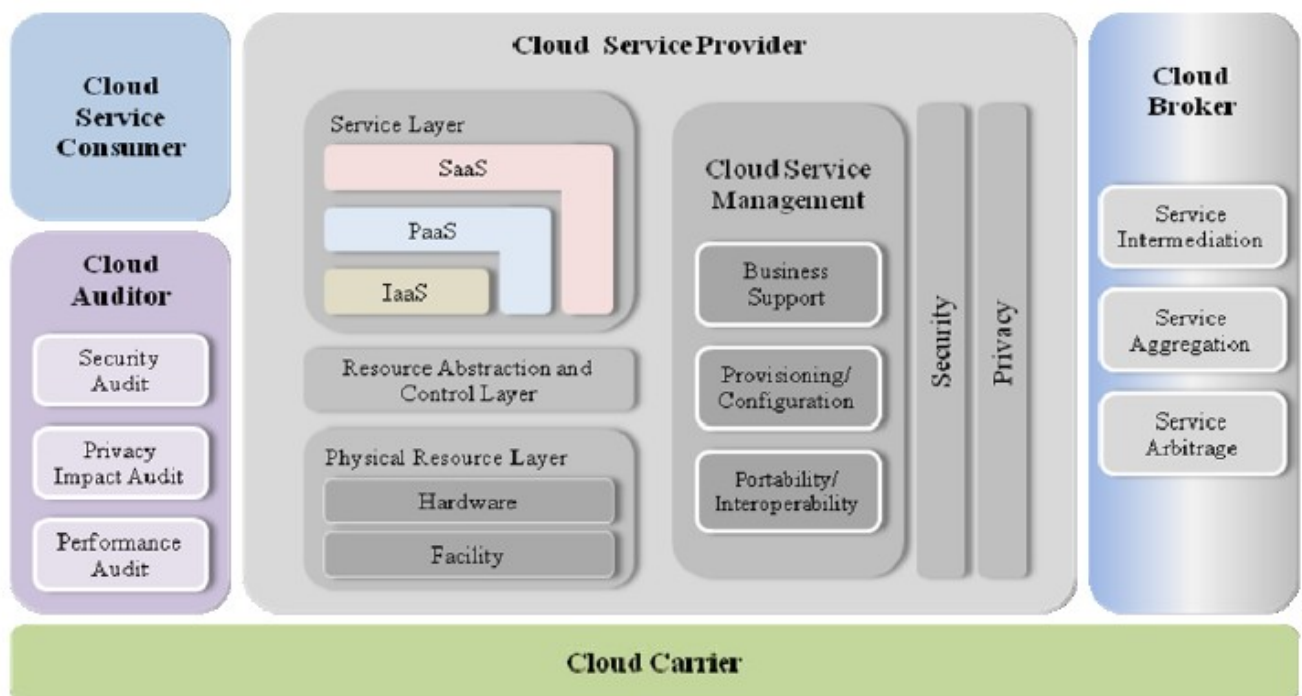 Cloud
Service
Consumer
Cloud
Auditor
Security
Audit
Privacy
Impact Audit
Performance
Audit
Cloud Service Provider
Service Layer
SaaS
PaaS
IaaS
Resource Abstraction and
Control Layer
Physical Resource Layer
Hardware
Facility
Cloud Service
Management
Business
Support
Provisioning/
Configuration
Portability/
Interoperability
Security
Privacy
Cloud
Broker
Service
Intermediation
Service
Aggregation
Service
Arbitrage
Cloud Carrier